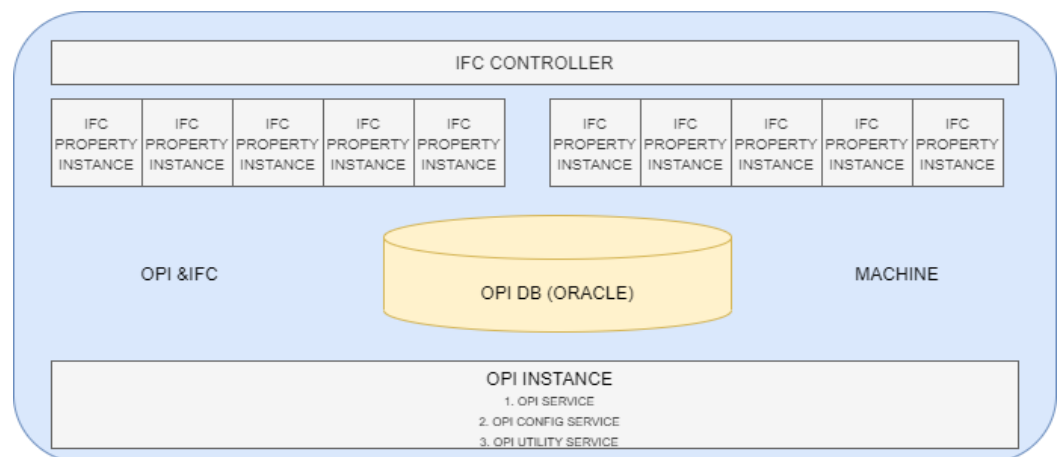 IFC CONTROLLER
IFC PROPERTY INSTANCE
IFC PROPERTY INSTANCE
IFC PROPERTY INSTANCE
IFC PROPERTY INSTANCE
IFC PROPERTY INSTANCE
IFC PROPERTY INSTANCE
IFC PROPERTY INSTANCE
IFC PROPERTY INSTANCE
IFC PROPERTY INSTANCE
IFC PROPERTY INSTANCE
OPI &IFC
OPI DB (ORACLE)
MACHINE
OPI INSTANCE
1. OPI SERVICE
2. OPI CONFIG SERVICE
3. OPI UTILITY SERVICE